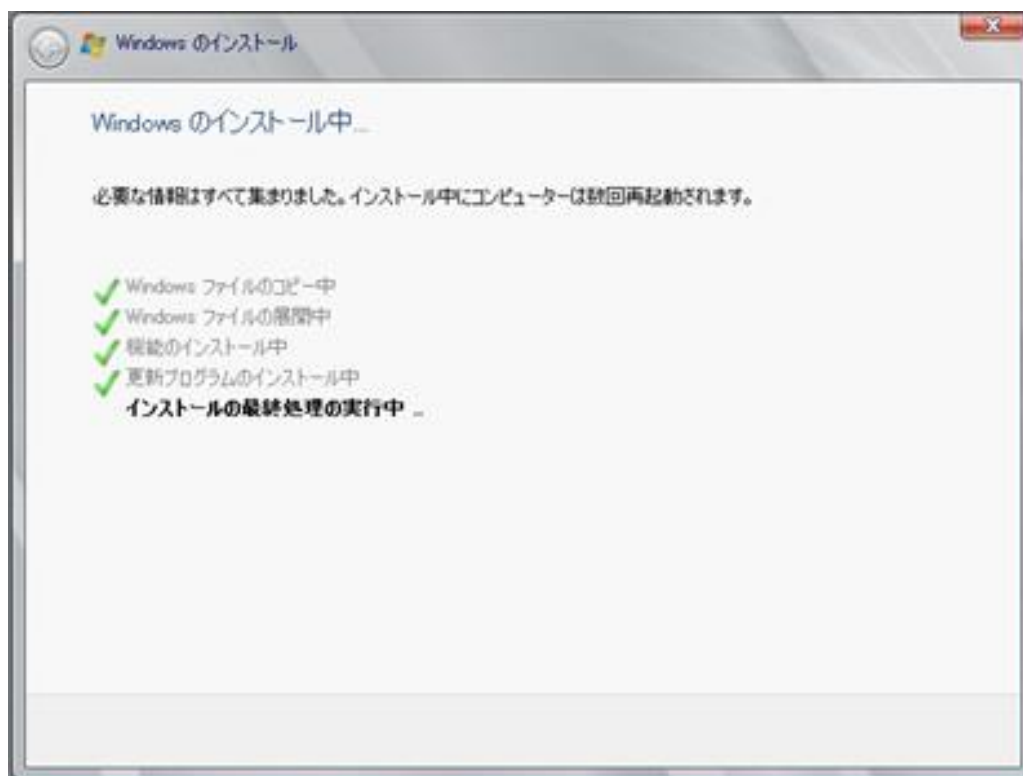 Windows のインストール
Windows のインストール中...
必要な情報はすべて集まりました。インストール中にコンピューターは数回再起動されます。
Windows ファイルのコピー中
Windows ファイルの展開中
機能のインストール中
更新プログラムのインストール中
インストールの最終処理の実行中 ...